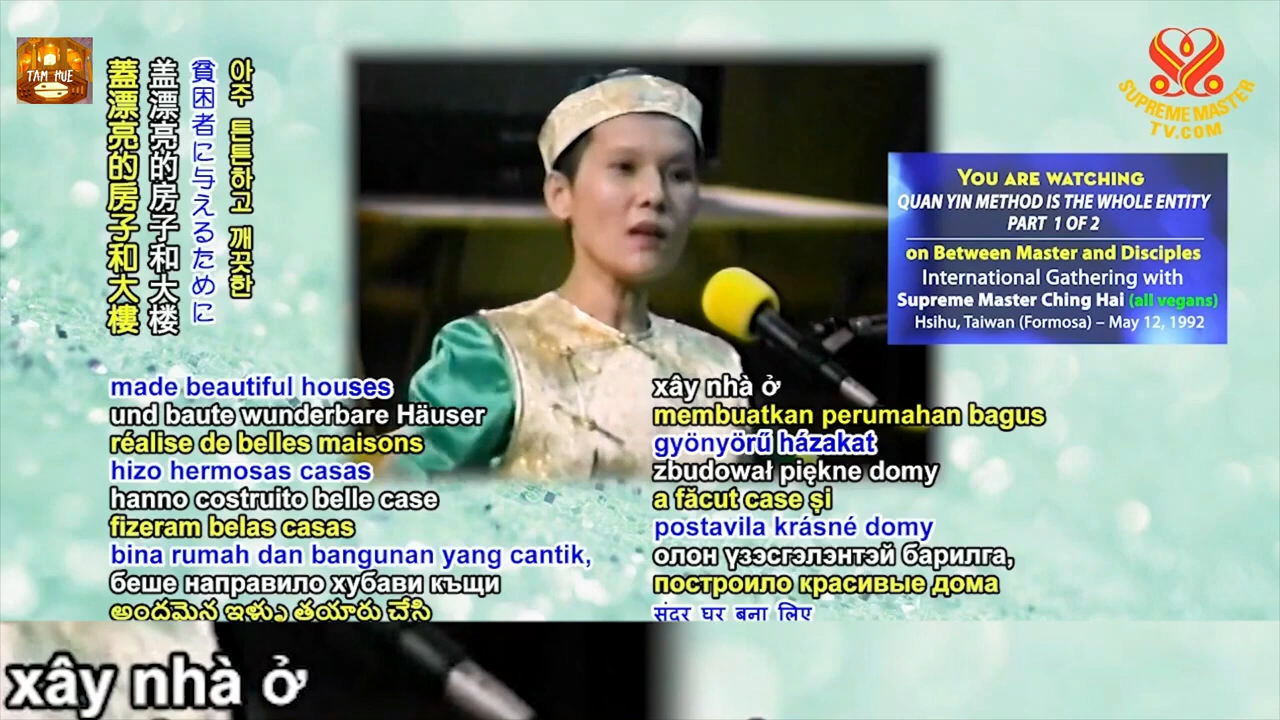 TAM HUE
蓋漂亮的房子和大樓
盖漂亮的房子和大楼
貧困者に与えるために
아주 튼튼하고 깨끗한
SUPREME MASTER
TV.COM
YOU ARE WATCHING
QUAN YIN METHOD IS THE WHOLE ENTITY
PART 1 OF 2
on Between Master and Disciples
International Gathering with
Supreme Master Ching Hai (all vegans)
Hsihu, Taiwan (Formosa) – May 12, 1992
made beautiful houses
und baute wunderbare Häuser
réalise de belles maisons
hizo hermosas casas
hanno costruito belle case
fizeram belas casas
bina rumah dan bangunan yang cantik,
беше направило хубави къщи
అందమైన ఇళ్ళు తయారు చేసి
xây nhà ở
membuatkan perumahan bagus
gyönyörű házakat
zbudował piękne domy
a făcut case și
postavila krásné domy
олон үзэсгэлэнтэй барилга,
построило красивые дома
सुंदर घर बना लिए
xây nhà ở